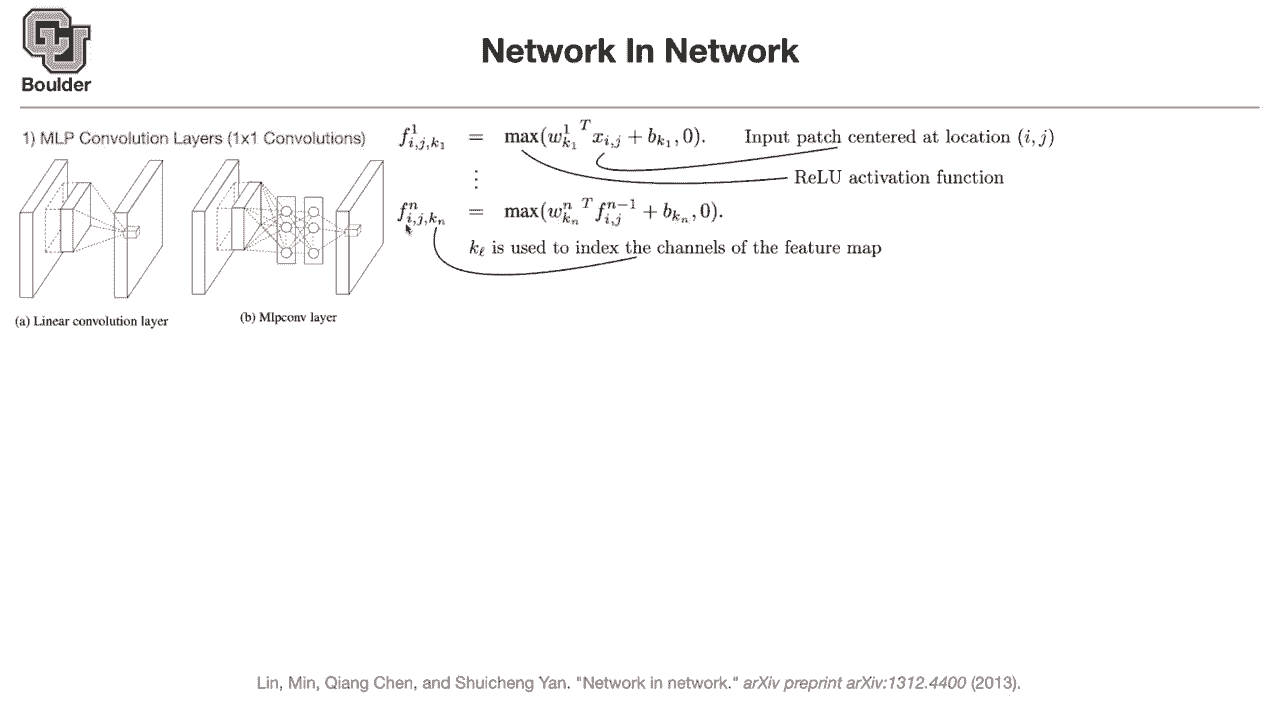 Boulder
Network In Network
1) MLP Convolution Layers (1x1 Convolutions)
f^1_{i,j,k_1} = max(w^1_{k_1}^T x_{i,j} + b_{k_1}, 0). Input patch centered at location (i, j)
⋮ ReLU activation function
f^n_{i,j,k_n} = max(w^n_{k_n}^T f^{n-1}_{i,j} + b_{k_n}, 0).
k_ℓ is used to index the channels of the feature map
(a) Linear convolution layer
(b) Mlpconv layer
Lin, Min, Qiang Chen, and Shuicheng Yan. "Network in network." arXiv preprint arXiv:1312.4400 (2013).